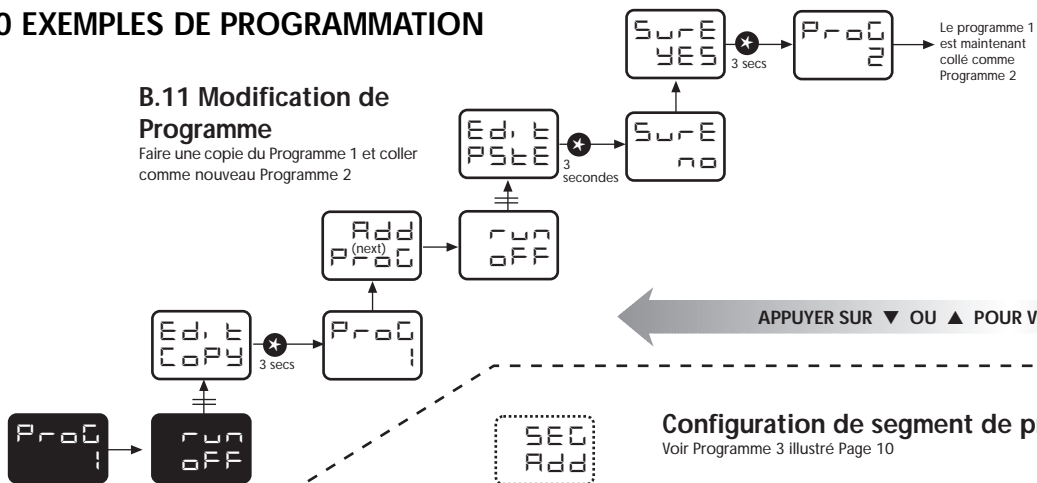 0 EXEMPLES DE PROGRAMMATION
SurE
YES
3 secs
ProG
2
Le programme 1
est maintenant
collé comme
Programme 2
B.11 Modification de
Programme
Faire une copie du Programme 1 et coller
comme nouveau Programme 2
Edit
PStE
3
secondes
SurE
no
Add
(next)
ProG
run
oFF
APPUYER SUR ▼ OU ▲ POUR V
Edit
CoPY
3 secs
ProG
1
ProG
1
run
oFF
SEG
Add
Configuration de segment de p
Voir Programme 3 illustré Page 10